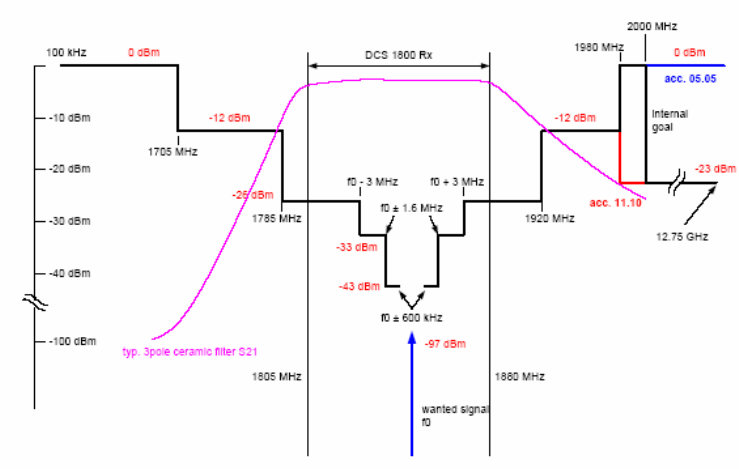 2000 MHz
100 kHz
0 dBm
DCS 1800 Rx
1980 MHz
0 dBm
acc. 05.05
-10 dBm
-12 dBm
-12 dBm
Internal
goal
1705 MHz
-20 dBm
-23 dBm
f0 - 3 MHz
f0 + 3 MHz
-26 dBm
acc. 11.10
f0 ± 1.6 MHz
-30 dBm
1785 MHz
1920 MHz
12.75 GHz
-33 dBm
-40 dBm
-43 dBm
f0 ± 600 kHz
-100 dBm
typ. 3pole ceramic filter S21
-97 dBm
1805 MHz
1880 MHz
wanted signal
f0